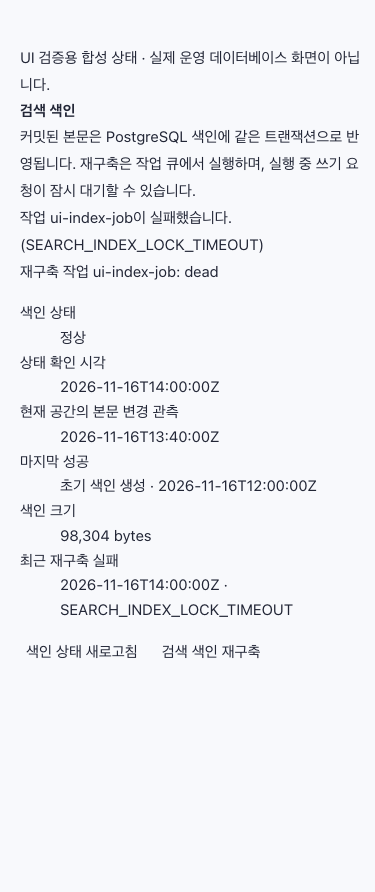 UI 검증용 합성 상태 · 실제 운영 데이터베이스 화면이 아닙
니다.
검색 색인
커밋된 본문은 PostgreSQL 색인에 같은 트랜잭션으로 반
영됩니다. 재구축은 작업 큐에서 실행하며, 실행 중 쓰기 요
청이 잠시 대기할 수 있습니다.
작업 ui-index-job이 실패했습니다.
(SEARCH_INDEX_LOCK_TIMEOUT)
재구축 작업 ui-index-job: dead
색인 상태
정상
상태 확인 시각
2026-11-16T14:00:00Z
현재 공간의 본문 변경 관측
2026-11-16T13:40:00Z
마지막 성공
초기 색인 생성 · 2026-11-16T12:00:00Z
색인 크기
98,304 bytes
최근 재구축 실패
2026-11-16T14:00:00Z ·
SEARCH_INDEX_LOCK_TIMEOUT
색인 상태 새로고침 검색 색인 재구축